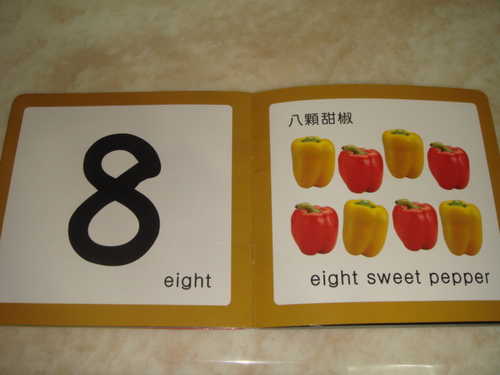 8
eight
八顆甜椒
eight sweet pepper